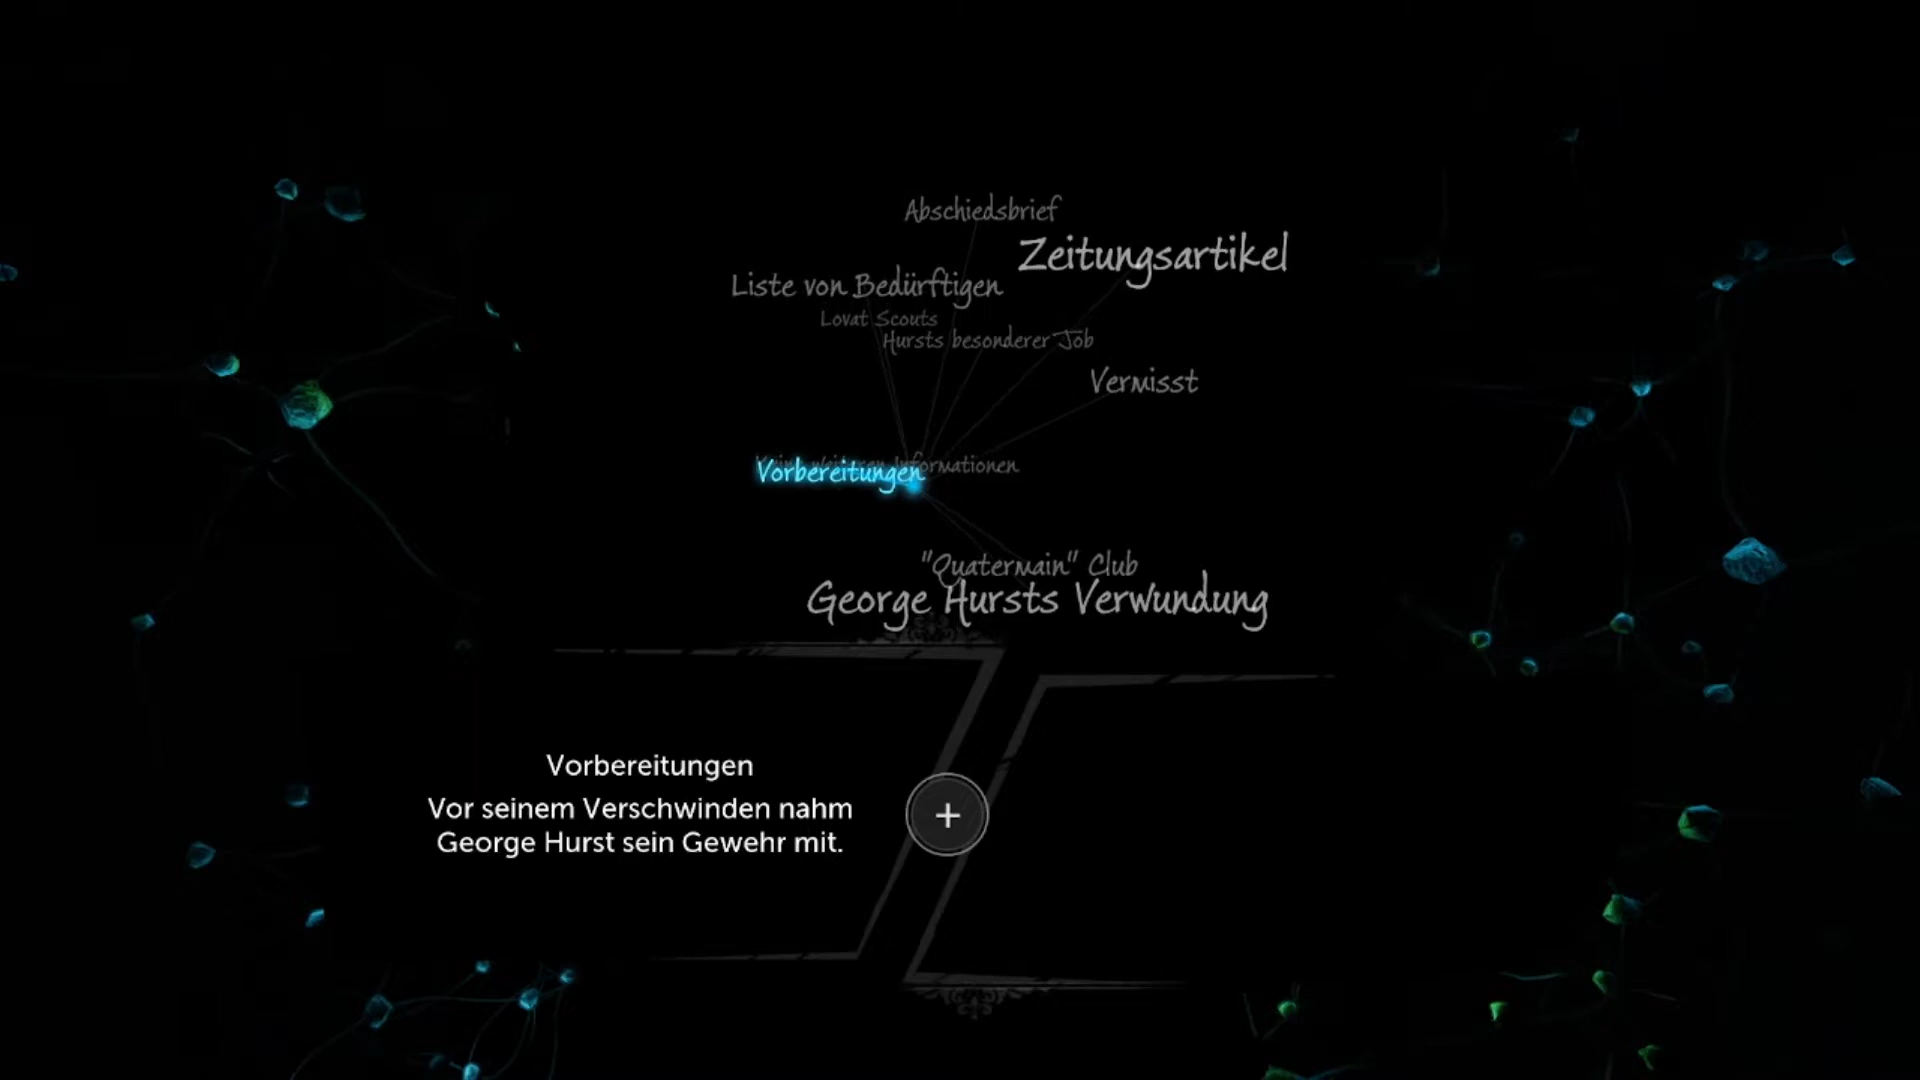 Abschiedsbrief
Zeitungsartikel
Liste von Bedürftigen
Lovat Scouts
Hursts besonderer Job
Vermisst
Informationen
Vorbereitungen
"Quatermain" Club
George Hursts Verwundung
Vorbereitungen
Vor seinem Verschwinden nahm
George Hurst sein Gewehr mit.
+